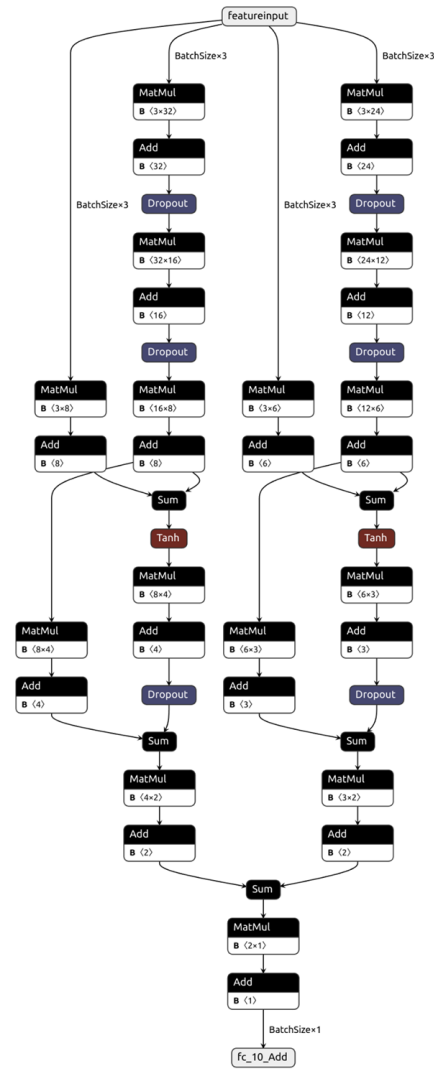 featureinput
BatchSize×3
BatchSize×3
MatMul
B ⟨3×32⟩
MatMul
B ⟨3×24⟩
Add
B ⟨32⟩
Add
B ⟨24⟩
Dropout
Dropout
BatchSize×3
BatchSize×3
MatMul
B ⟨32×16⟩
MatMul
B ⟨24×12⟩
Add
B ⟨16⟩
Add
B ⟨12⟩
Dropout
Dropout
MatMul
B ⟨3×8⟩
MatMul
B ⟨16×8⟩
MatMul
B ⟨3×6⟩
MatMul
B ⟨12×6⟩
Add
B ⟨8⟩
Add
B ⟨8⟩
Add
B ⟨6⟩
Add
B ⟨6⟩
Sum
Sum
Tanh
Tanh
MatMul
B ⟨8×4⟩
MatMul
B ⟨6×3⟩
MatMul
B ⟨8×4⟩
Add
B ⟨4⟩
MatMul
B ⟨6×3⟩
Add
B ⟨3⟩
Add
B ⟨4⟩
Dropout
Add
B ⟨3⟩
Dropout
Sum
Sum
MatMul
B ⟨4×2⟩
MatMul
B ⟨3×2⟩
Add
B ⟨2⟩
Add
B ⟨2⟩
Sum
MatMul
B ⟨2×1⟩
Add
B ⟨1⟩
BatchSize×1
fc_10_Add